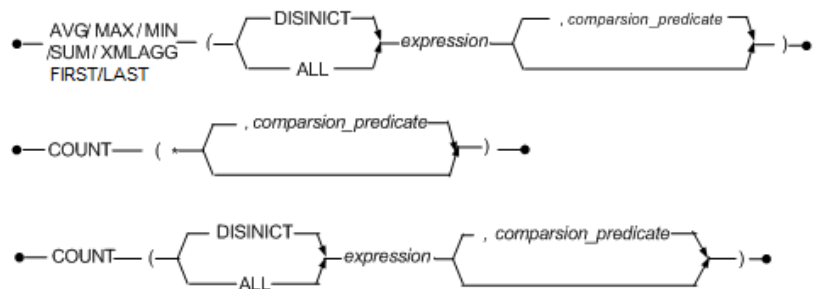 DISINICT
, comparsion_predicate
AVG/ MAX / MIN
/SUM / XMLAGG
FIRST/LAST
( expression ) 
ALL
, comparsion_predicate
COUNT ( * )
DISINICT
, comparsion_predicate
COUNT ( expression )
ALL